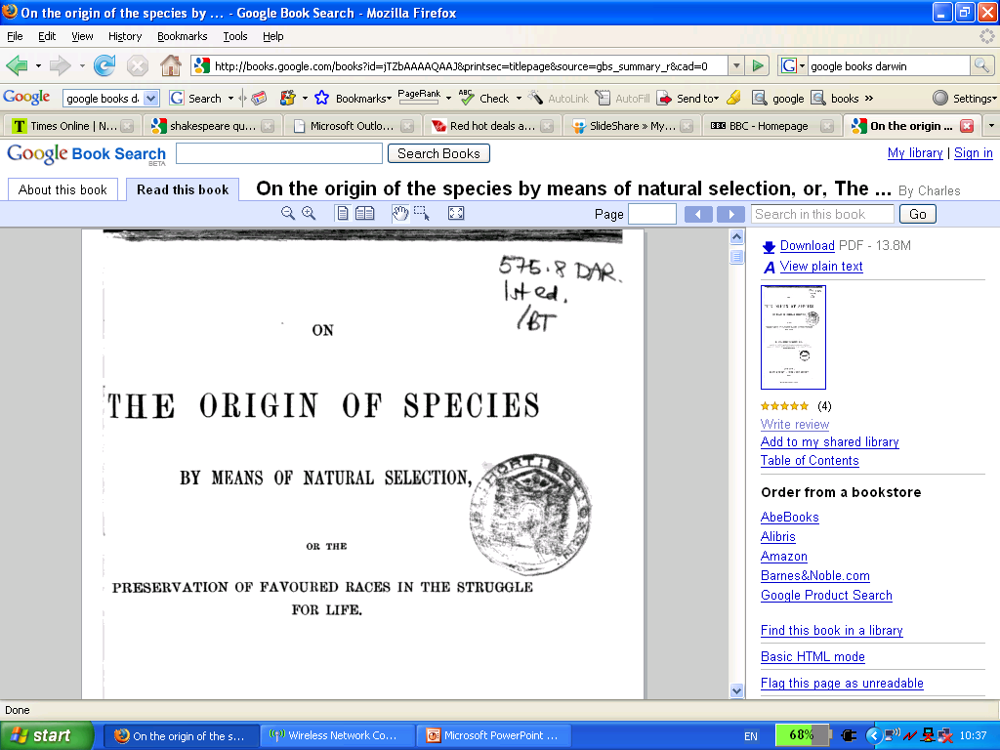 On the origin of the species by ... - Google Book Search - Mozilla Firefox
File Edit View History Bookmarks Tools Help
http://books.google.com/books?id=jTZbAAAAQAAJ&printsec=titlepage&source=gbs_summary_r&cad=0 G google books darwin
Google google books d G Search Bookmarks PageRank ABC Check AutoLink AutoFill Send to google books » Settings
T Times Online | N... shakespeare qu... Microsoft Outlo... Red hot deals a... SlideShare » My... BBC BBC - Homepage On the origin ...
Google Book Search BETA Search Books My library | Sign in
About this book Read this book On the origin of the species by means of natural selection, or, The ... By Charles
Page Search in this book Go
575.8 DAR.
1st ed.
/BT
ON
THE ORIGIN OF SPECIES
BY MEANS OF NATURAL SELECTION,
OR THE
PRESERVATION OF FAVOURED RACES IN THE STRUGGLE
FOR LIFE.
Download PDF - 13.8M
A View plain text
(4)
Write review
Add to my shared library
Table of Contents
Order from a bookstore
AbeBooks
Alibris
Amazon
Barnes&Noble.com
Google Product Search
Find this book in a library
Basic HTML mode
Flag this page as unreadable
Done
start On the origin of the s... Wireless Network Co... Microsoft PowerPoint ... EN 68% 10:37